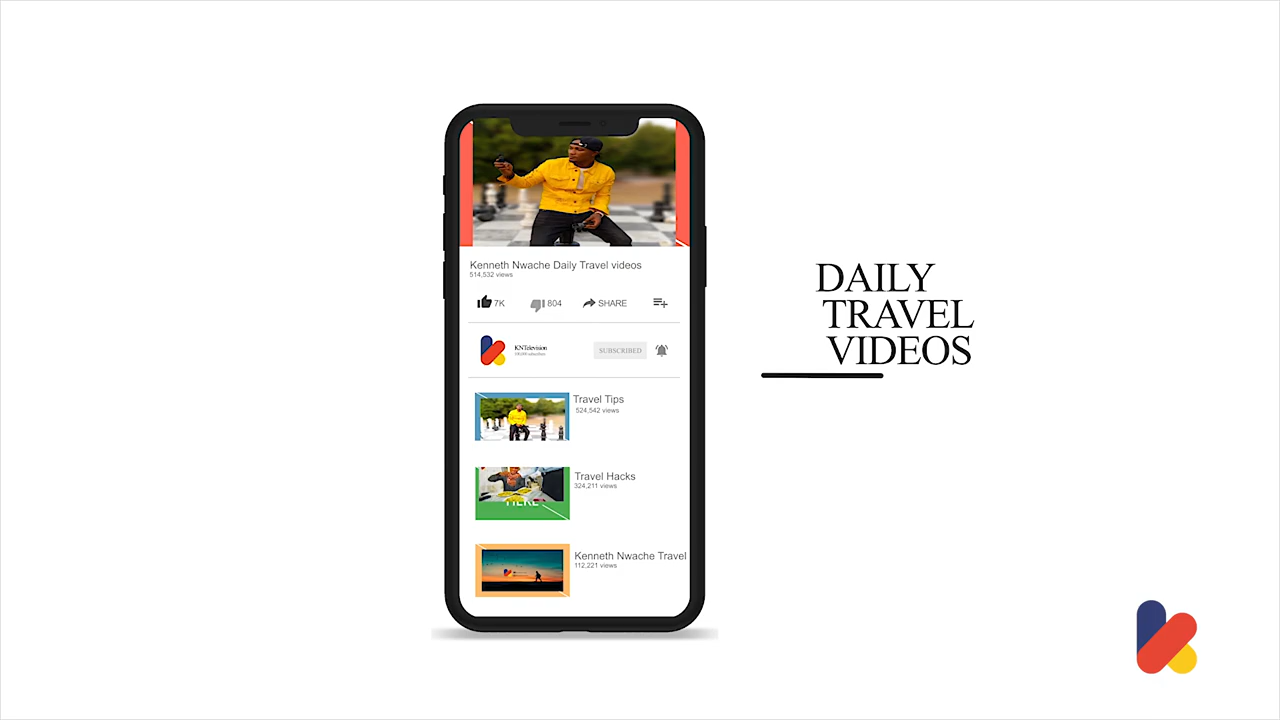 Kenneth Nwache Daily Travel videos
514,532 views
7K
804
SHARE
KNTelevision
SUBSCRIBED
Travel Tips
524,542 views
HERE
Travel Hacks
324,211 views
Kenneth Nwache Travel
112,221 views
DAILY
TRAVEL
VIDEOS